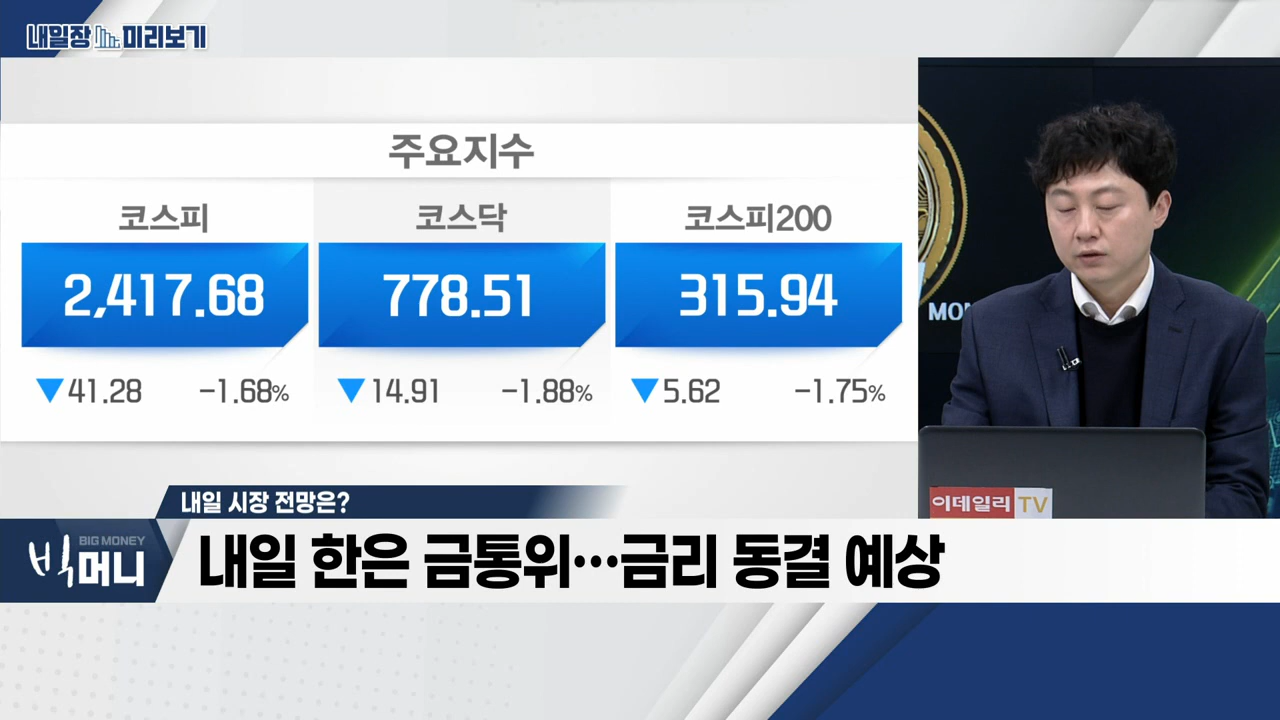 내일장 미리보기
주요지수
코스피 코스닥 코스피200
2,417.68 778.51 315.94
▼41.28 -1.68% ▼14.91 -1.88% ▼5.62 -1.75%
MON
이데일리TV
내일 시장 전망은?
BIG MONEY
빅머니
내일 한은 금통위…금리 동결 예상